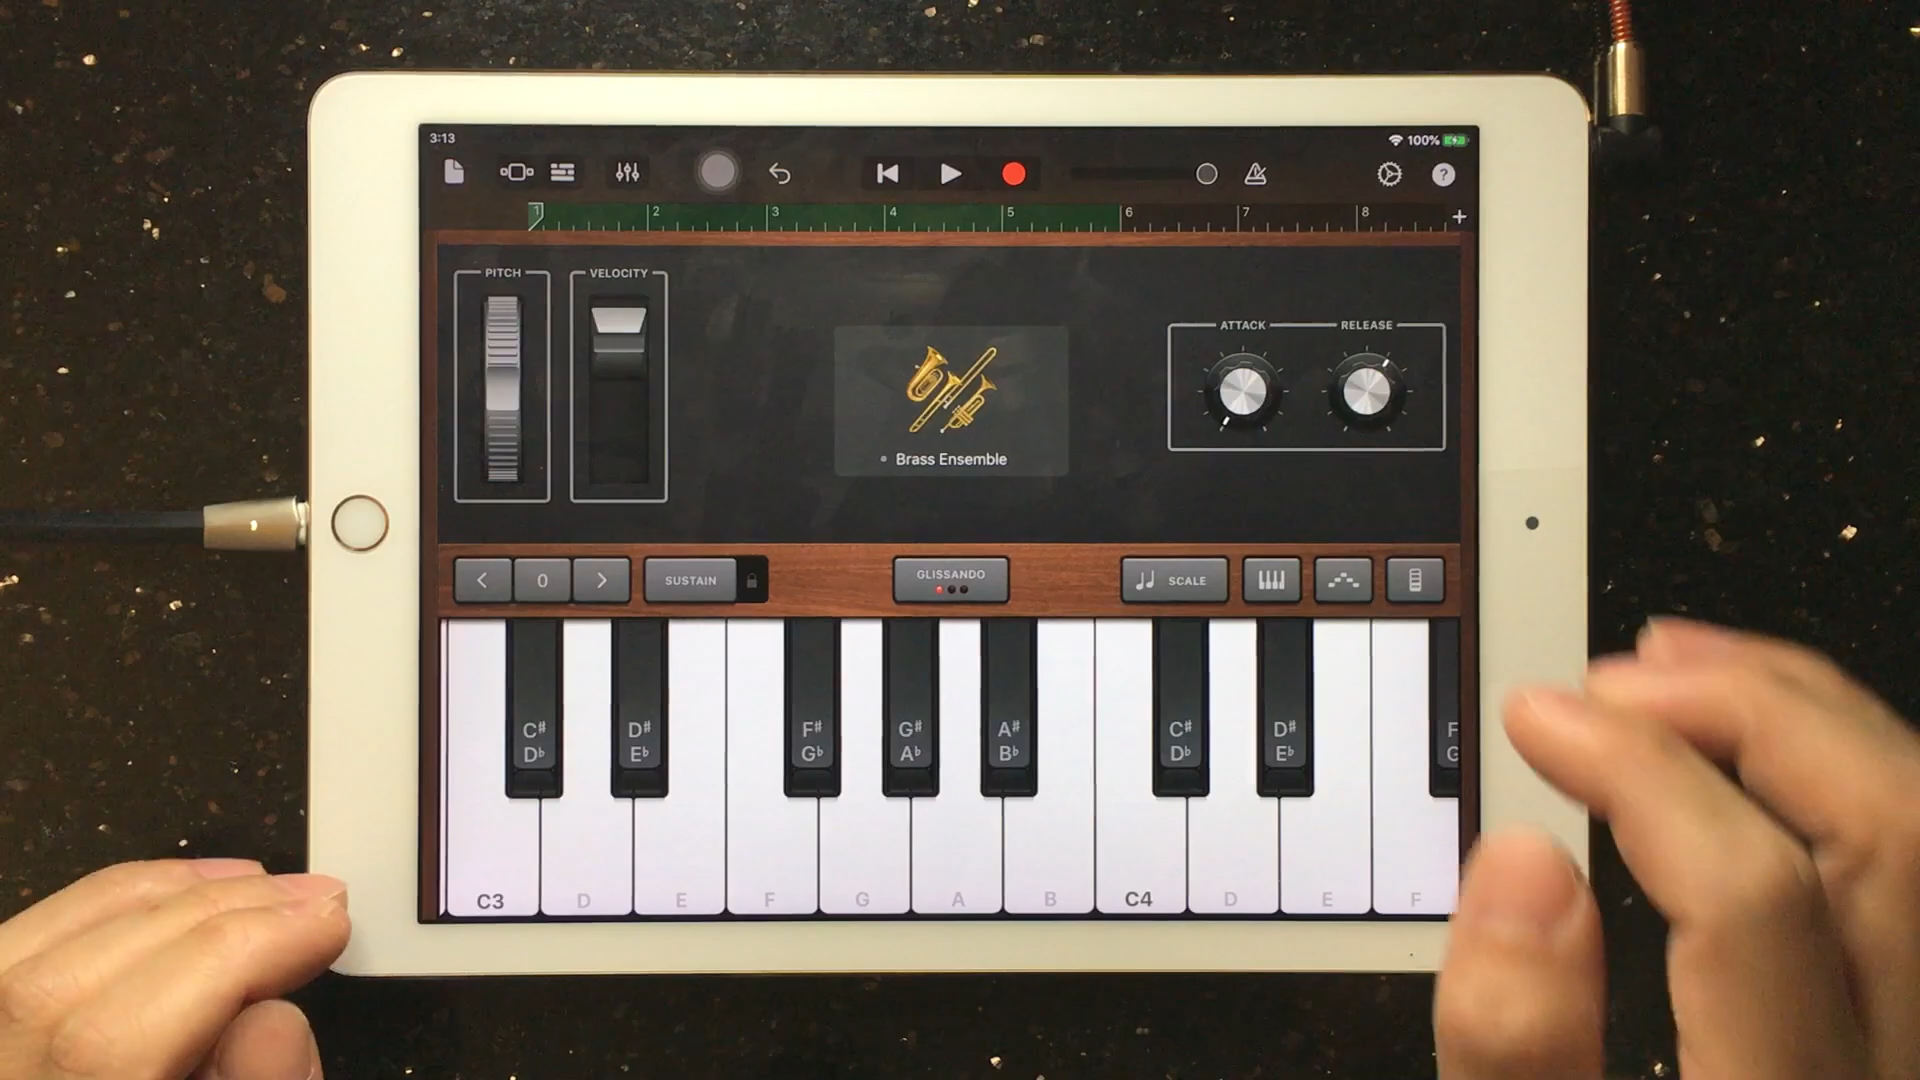 3:13
100%
?
1 2 3 4 5 6 7 8 +
PITCH VELOCITY
ATTACK RELEASE
Brass Ensemble
< 0 > SUSTAIN GLISSANDO SCALE
C♯ D♯ F♯ G♯ A♯ C♯ D♯ F
D♭ E♭ G♭ A♭ B♭ D♭ E♭ G
C3 D E F G A B C4 D E F